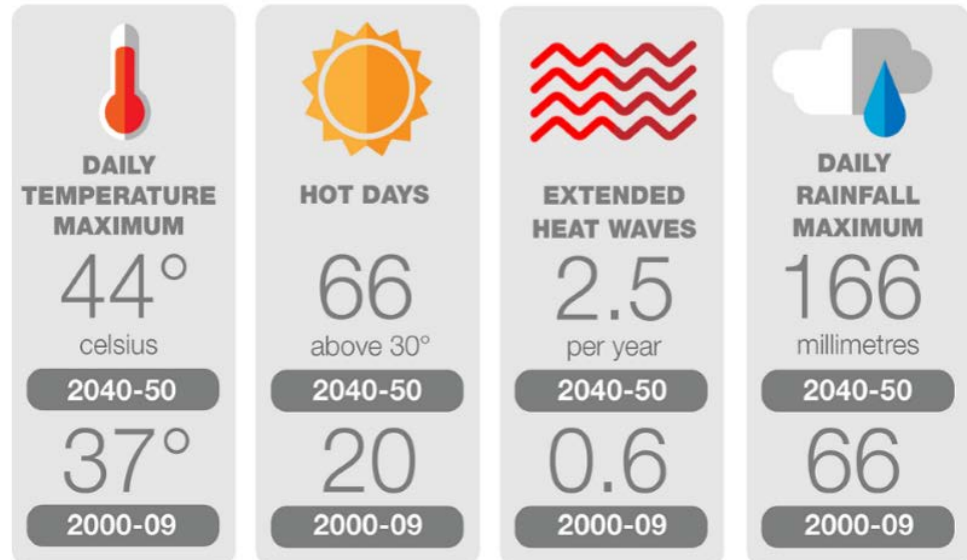 DAILY
TEMPERATURE
MAXIMUM
44°
celsius
2040-50
37°
2000-09
HOT DAYS
66
above 30°
2040-50
20
2000-09
EXTENDED
HEAT WAVES
2.5
per year
2040-50
0.6
2000-09
DAILY
RAINFALL
MAXIMUM
166
millimetres
2040-50
66
2000-09